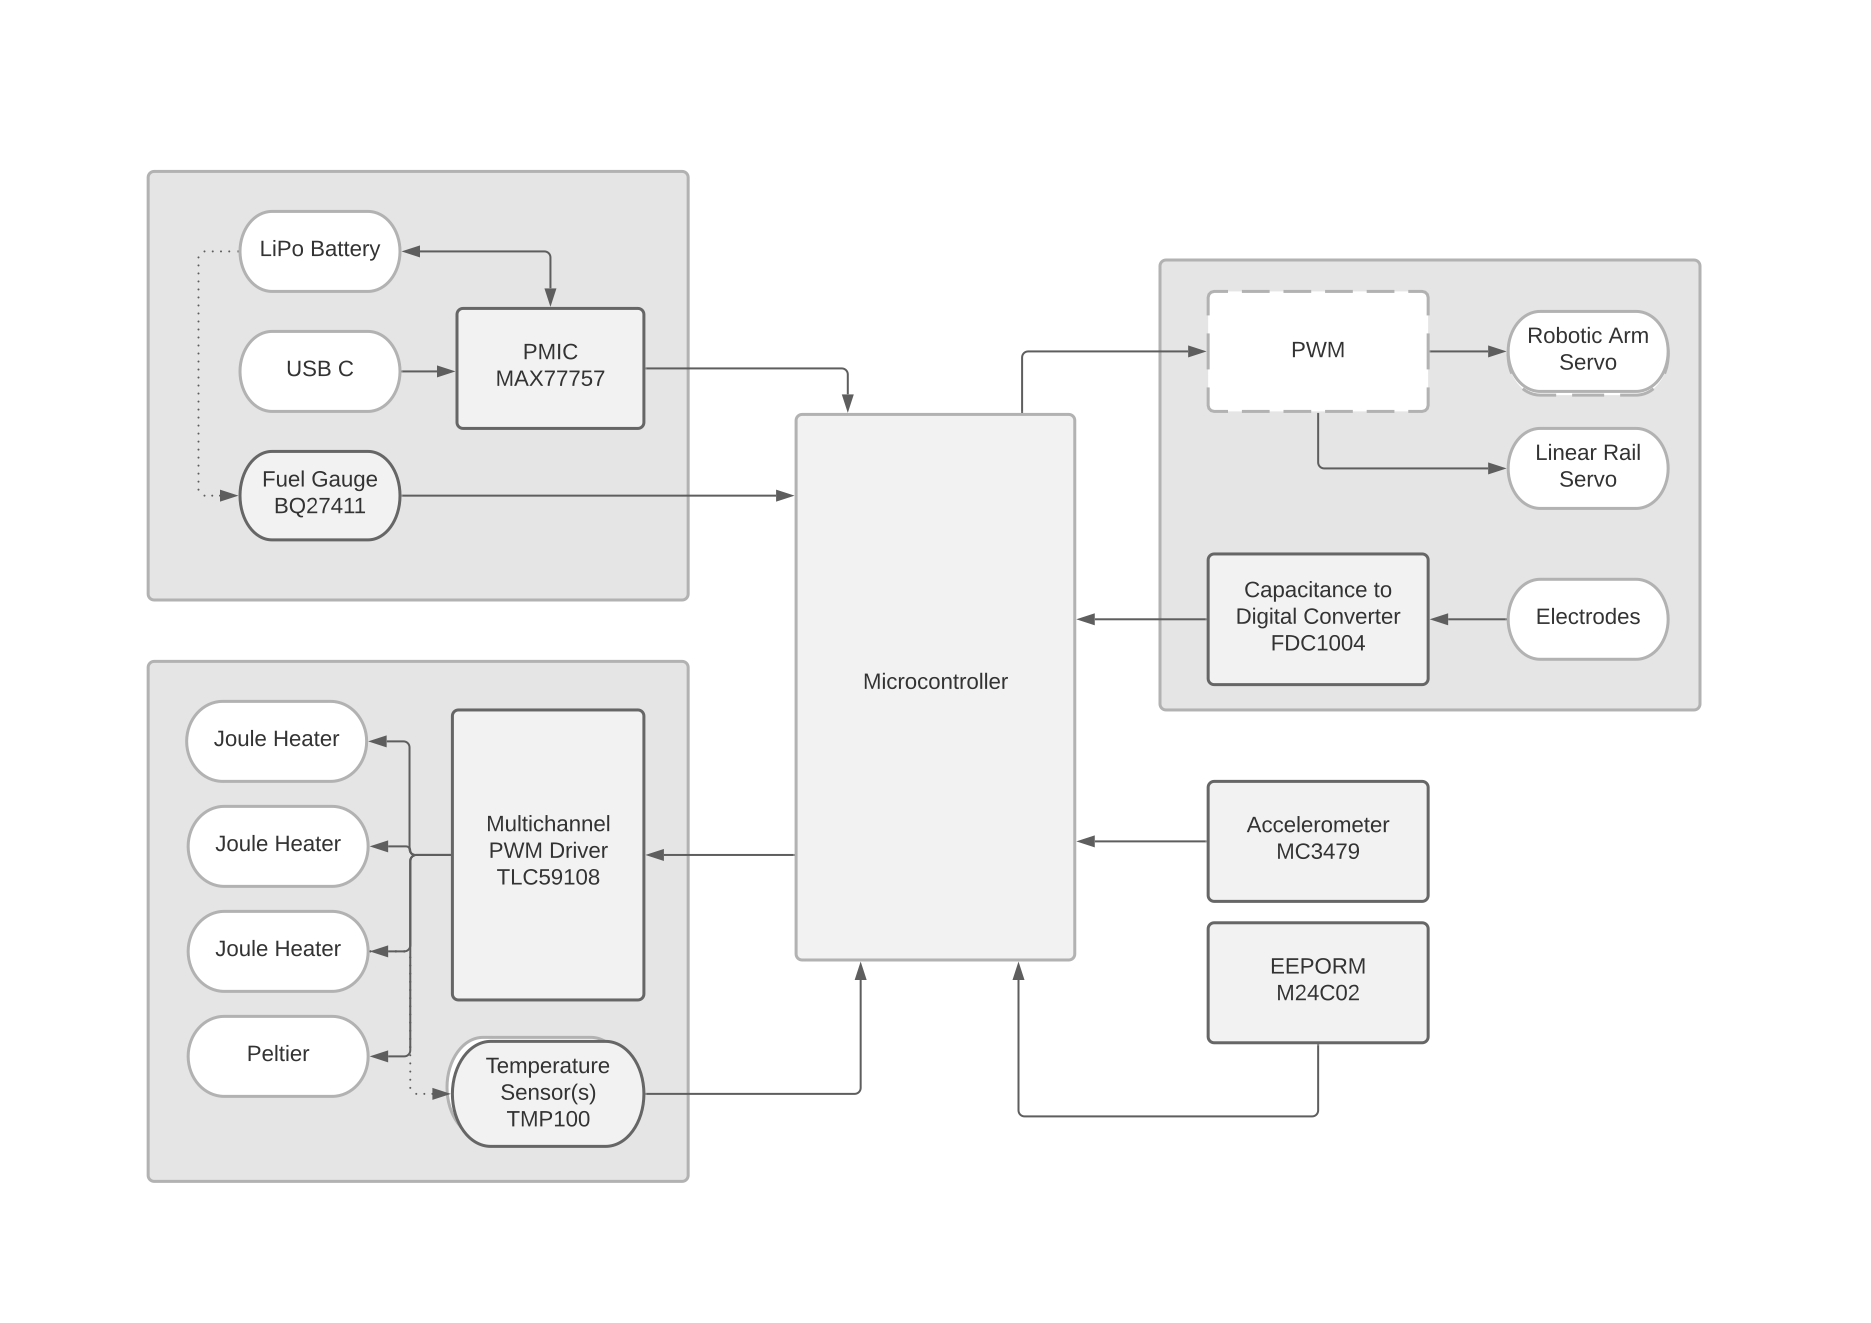 LiPo Battery
USB C
PMIC
MAX77757
Fuel Gauge
BQ27411
Microcontroller
PWM
Robotic Arm
Servo
Linear Rail
Servo
Capacitance to
Digital Converter
FDC1004
Electrodes
Joule Heater
Joule Heater
Joule Heater
Peltier
Multichannel
PWM Driver
TLC59108
Temperature
Sensor(s)
TMP100
Accelerometer
MC3479
EEPORM
M24C02